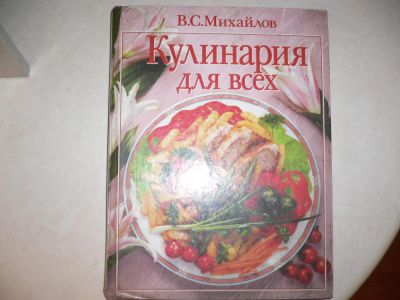 В.С.Михайлов
Кулинария
для всех